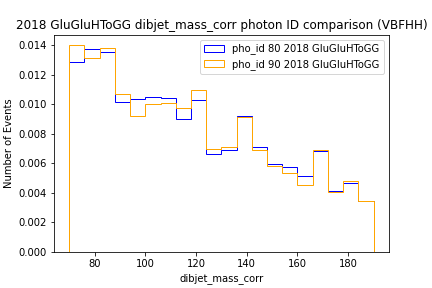 2018 GluGluHToGG dibjet_mass_corr photon ID comparison (VBFHH)
pho_id 80 2018 GluGluHToGG
pho_id 90 2018 GluGluHToGG
Number of Events
0.014
0.012
0.010
0.008
0.006
0.004
0.002
0.000
80 100 120 140 160 180
dibjet_mass_corr